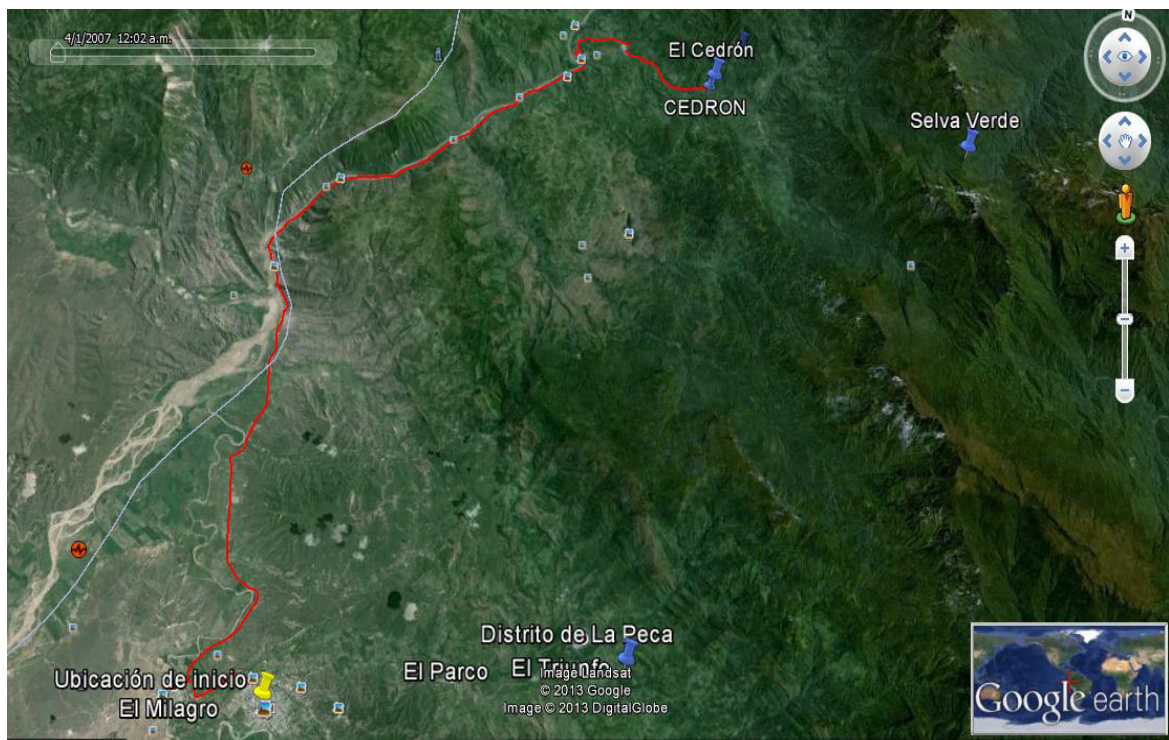 4/1/2007 12:02 a.m.
N
El Cedrón
CEDRON
Selva Verde
Distrito de La Peca
El Parco
El Triunfo
Ubicación de inicio
El Milagro
Image Landsat
© 2013 Google
Image © 2013 DigitalGlobe
Google earth